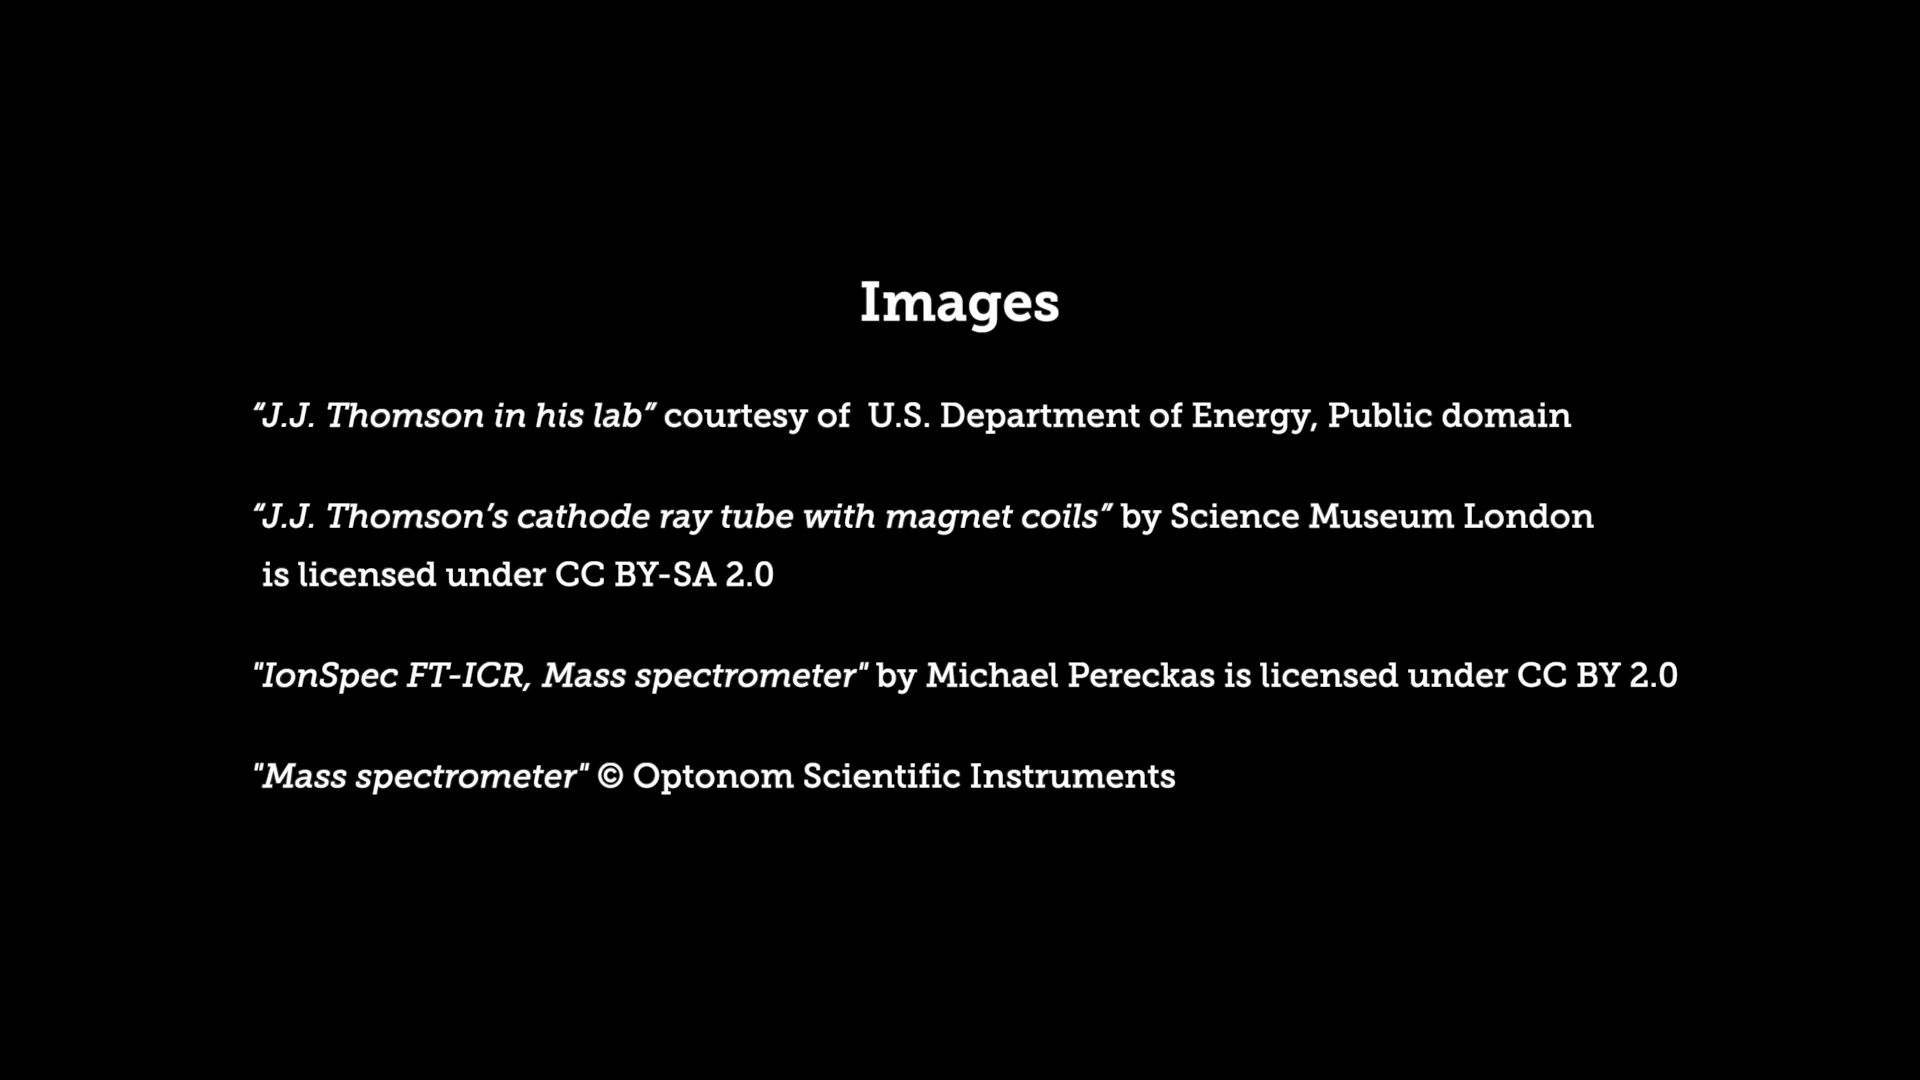 Images
“J.J. Thomson in his lab” courtesy of  U.S. Department of Energy, Public domain
“J.J. Thomson’s cathode ray tube with magnet coils” by Science Museum London
is licensed under CC BY-SA 2.0
"IonSpec FT-ICR, Mass spectrometer" by Michael Pereckas is licensed under CC BY 2.0
"Mass spectrometer" © Optonom Scientific Instruments